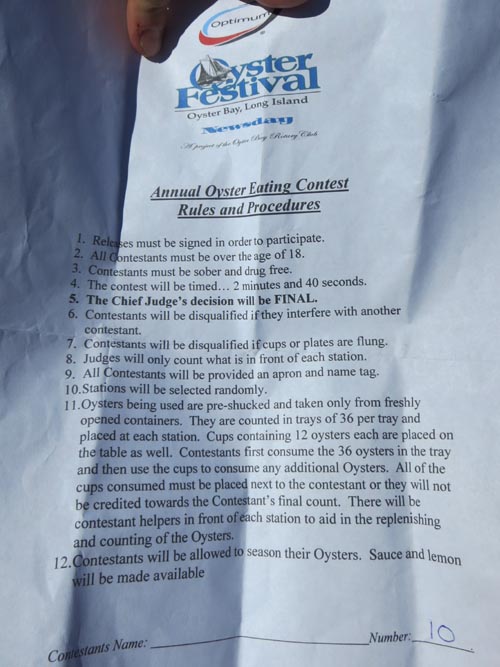 Optimum
Oyster
Festival
Oyster Bay, Long Island
Newsday
A project of the Oyster Bay Rotary Club
Annual Oyster Eating Contest
Rules and Procedures
1. Releases must be signed in order to participate.
2. All Contestants must be over the age of 18.
3. Contestants must be sober and drug free.
4. The contest will be timed… 2 minutes and 40 seconds.
5. The Chief Judge's decision will be FINAL.
6. Contestants will be disqualified if they interfere with another
contestant.
7. Contestants will be disqualified if cups or plates are flung.
8. Judges will only count what is in front of each station.
9. All Contestants will be provided an apron and name tag.
10. Stations will be selected randomly.
11. Oysters being used are pre-shucked and taken only from freshly
opened containers. They are counted in trays of 36 per tray and
placed at each station. Cups containing 12 oysters each are placed on
the table as well. Contestants first consume the 36 oysters in the tray
and then use the cups to consume any additional Oysters. All of the
cups consumed must be placed next to the contestant or they will not
be credited towards the Contestant's final count. There will be
contestant helpers in front of each station to aid in the replenishing
and counting of the Oysters.
12. Contestants will be allowed to season their Oysters. Sauce and lemon
will be made available
Contestants Name: Number: 10